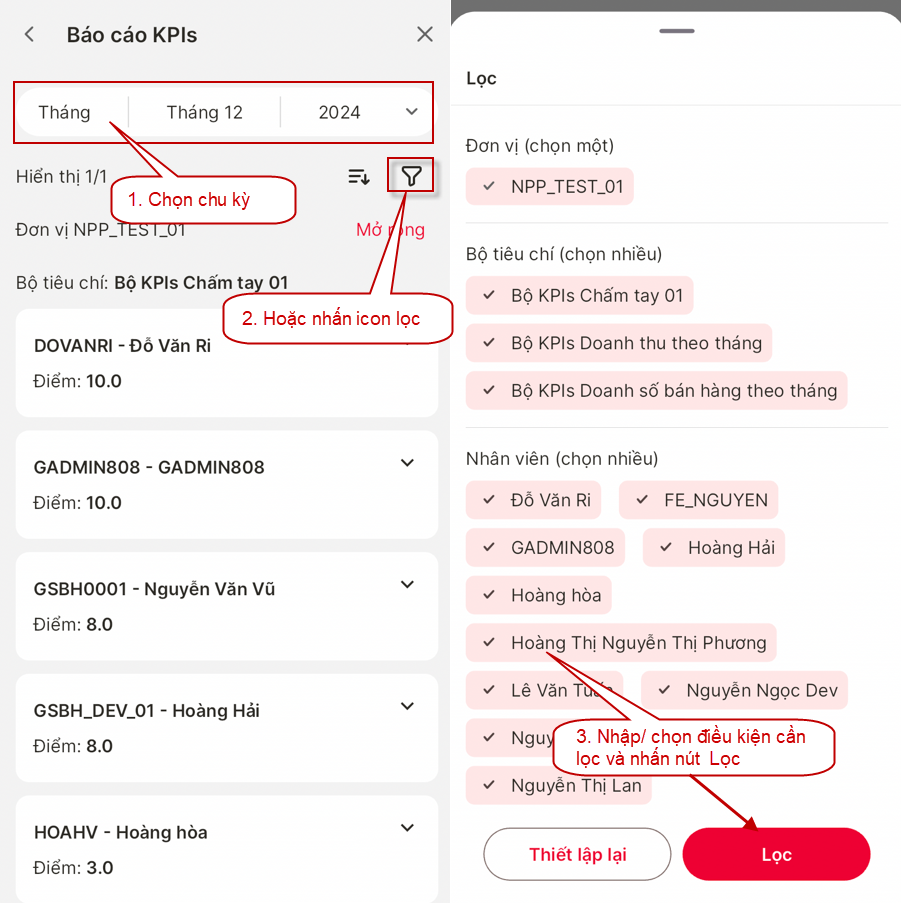 Báo cáo KPIs
Tháng Tháng 12 2024
Hiển thị 1/1
1. Chọn chu kỳ
Đơn vị NPP_TEST_01
Mở rộng
Bộ tiêu chí: Bộ KPIs Chấm tay 01
2. Hoặc nhấn icon lọc
DOVANRI - Đỗ Văn Ri
Điểm: 10.0
GADMIN808 - GADMIN808
Điểm: 10.0
GSBH0001 - Nguyễn Văn Vũ
Điểm: 8.0
GSBH_DEV_01 - Hoàng Hải
Điểm: 8.0
HOAHV - Hoàng hòa
Điểm: 3.0
Lọc
Đơn vị (chọn một)
NPP_TEST_01
Bộ tiêu chí (chọn nhiều)
Bộ KPIs Chấm tay 01
Bộ KPIs Doanh thu theo tháng
Bộ KPIs Doanh số bán hàng theo tháng
Nhân viên (chọn nhiều)
Đỗ Văn Ri FE_NGUYEN
GADMIN808 Hoàng Hải
Hoàng hòa
Hoàng Thị Nguyễn Thị Phương
Lê Văn Tuấn Nguyễn Ngọc Dev
3. Nhập/ chọn điều kiện cần
lọc và nhấn nút Lọc
Nguyễn Thị Lan
Thiết lập lại Lọc